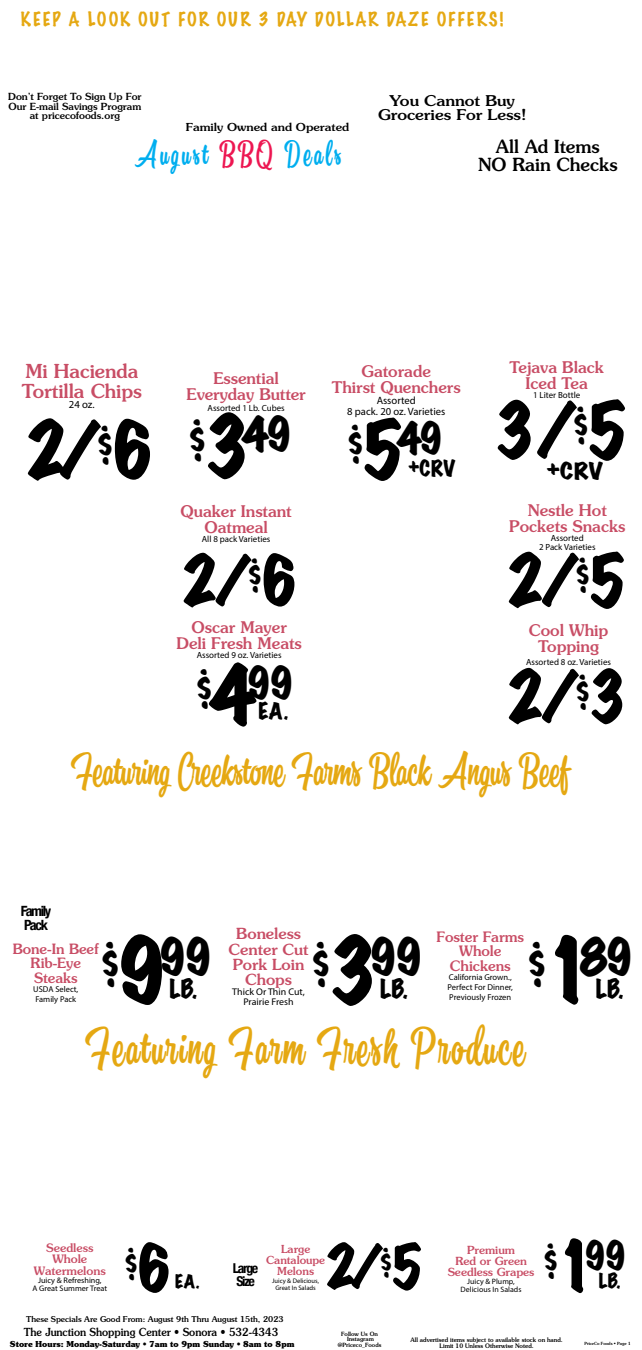 KEEP A LOOK OUT FOR OUR 3 DAY DOLLAR DAZE OFFERS!
Don't Forget To Sign Up For
Our E-mail Savings Program
at pricecofoods.org
You Cannot Buy
Groceries For Less!
Family Owned and Operated
August BBQ Deals
All Ad Items
NO Rain Checks
Mi Hacienda
Tortilla Chips
24 oz.
2/$6
Essential
Everyday Butter
Assorted 1 Lb. Cubes
$3 49
Gatorade
Thirst Quenchers
Assorted
8 pack. 20 oz. Varieties
$5 49
+CRV
Tejava Black
Iced Tea
1 Liter Bottle
3/$5
+CRV
Quaker Instant
Oatmeal
All 8 pack Varieties
2/$6
Nestle Hot
Pockets Snacks
Assorted
2 Pack Varieties
2/$5
Oscar Mayer
Deli Fresh Meats
Assorted 9 oz. Varieties
$4 99
EA.
Cool Whip
Topping
Assorted 8 oz. Varieties
2/$3
Featuring Creekstone Farms Black Angus Beef
Family
Pack
Bone-In Beef
Rib-Eye
Steaks
USDA Select,
Family Pack
$9 99
LB.
Boneless
Center Cut
Pork Loin
Chops
Thick Or Thin Cut,
Prairie Fresh
$3 99
LB.
Foster Farms
Whole
Chickens
California Grown.,
Perfect For Dinner,
Previously Frozen
$1 89
LB.
Featuring Farm Fresh Produce
Seedless
Whole
Watermelons
Juicy & Refreshing,
A Great Summer Treat
$6 EA.
Large
Size
Large
Cantaloupe
Melons
Juicy & Delicious,
Great In Salads
2/$5
Premium
Red or Green
Seedless Grapes
Juicy & Plump,
Delicious In Salads
$1 99
LB.
These Specials Are Good From: August 9th Thru August 15th, 2023
The Junction Shopping Center • Sonora • 532-4343
Store Hours: Monday-Saturday • 7am to 9pm Sunday • 8am to 8pm
Follow Us On
Instagram
@Priceco_Foods
All advertised items subject to available stock on hand.
Limit 10 Unless Otherwise Noted.
PriceCo Foods • Page 1